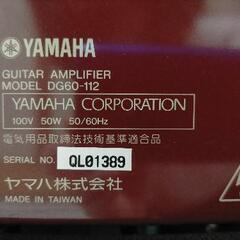 YAMAHA
GUITAR AMPLIFIER
MODEL DG60-112
YAMAHA CORPORATION
100V 50W 50/60Hz
電気用品取締法技術基準適合品
SERIAL NO. QL01389
ヤマハ株式会社
MADE IN TAIWAN